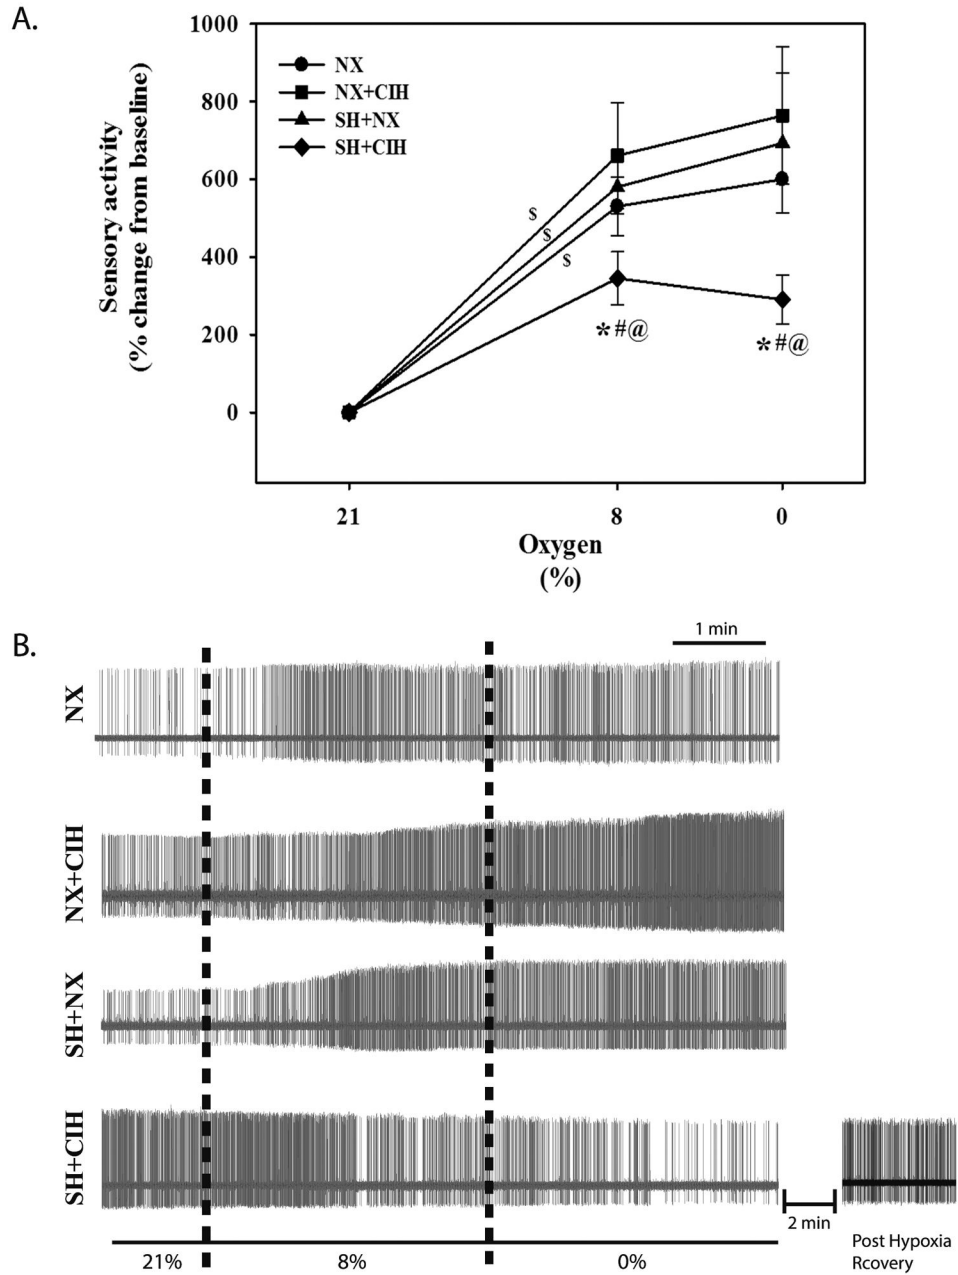 A.
1000
800
600
400
200
0
Sensory activity
(% change from baseline)
NX
NX+CIH
SH+NX
SH+CIH
$
$
$
*#@
*#@
21
8
0
Oxygen
(%)
B.
1 min
NX
NX+CIH
SH+NX
SH+CIH
2 min
21%
8%
0%
Post Hypoxia
Rcovery